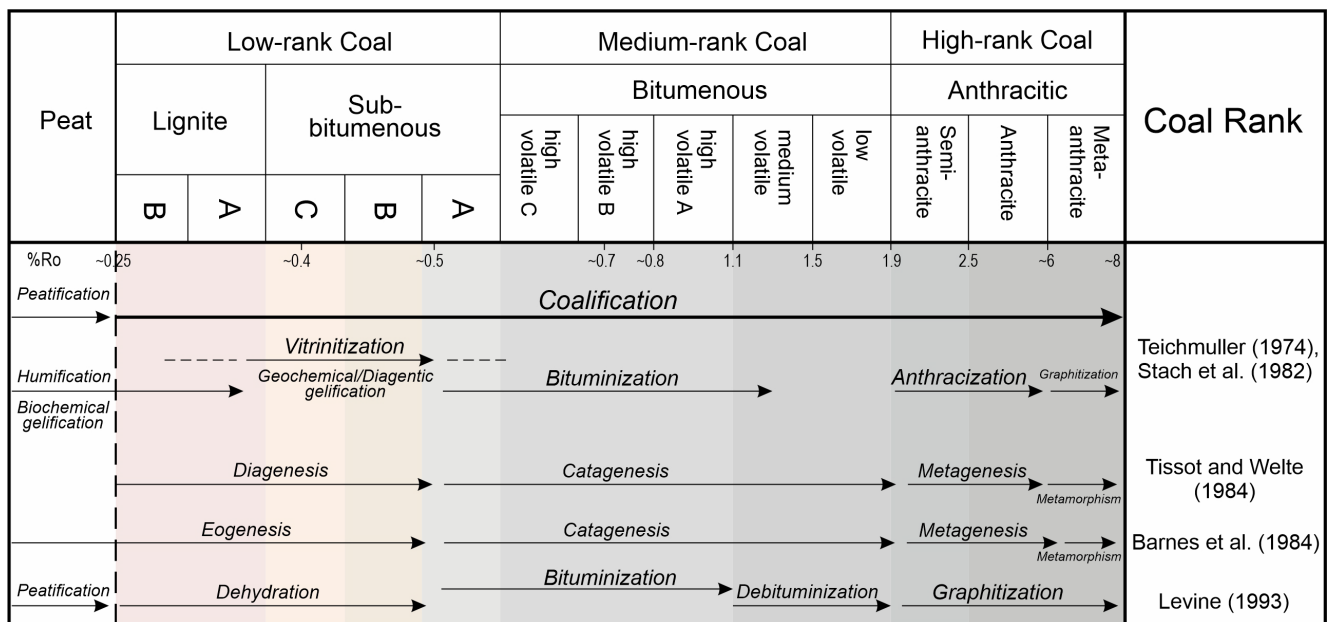 Low-rank Coal
Medium-rank Coal
High-rank Coal
Peat
Lignite
Sub-
bitumenous
Bitumenous
Anthracitic
Coal Rank
high
volatile C
high
volatile B
high
volatile A
medium
volatile
low
volatile
Semi-
anthracite
Anthracite
Meta-
anthracite
B
A
C
B
A
%Ro
~0.25
~0.4
~0.5
~0.7
~0.8
1.1
1.5
1.9
2.5
~6
~8
Peatification
Coalification
Vitrinitization
Humification
Geochemical/Diagentic
gelification
Bituminization
Anthracization
Graphitization
Teichmuller (1974),
Stach et al. (1982)
Biochemical
gelification
Diagenesis
Catagenesis
Metagenesis
Metamorphism
Tissot and Welte
(1984)
Eogenesis
Catagenesis
Metagenesis
Metamorphism
Barnes et al. (1984)
Peatification
Dehydration
Bituminization
Debituminization
Graphitization
Levine (1993)